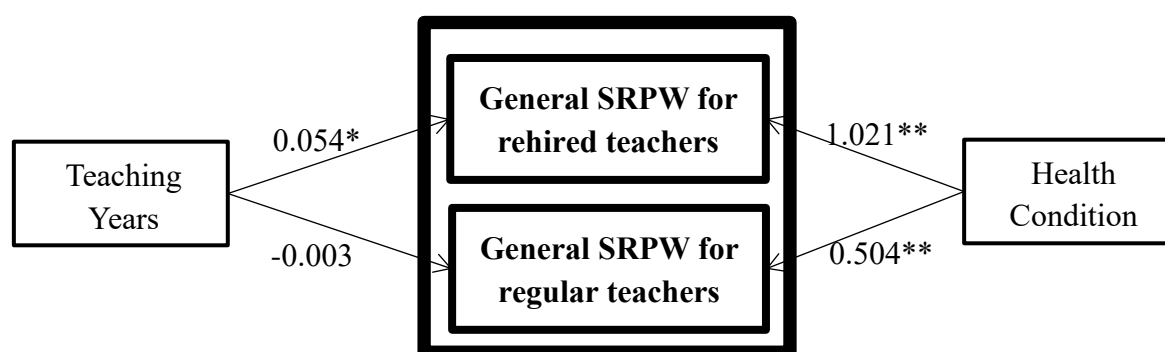 General SRPW for
rehired teachers
0.054*
1.021**
Teaching
Years
Health
Condition
General SRPW for
regular teachers
-0.003
0.504**